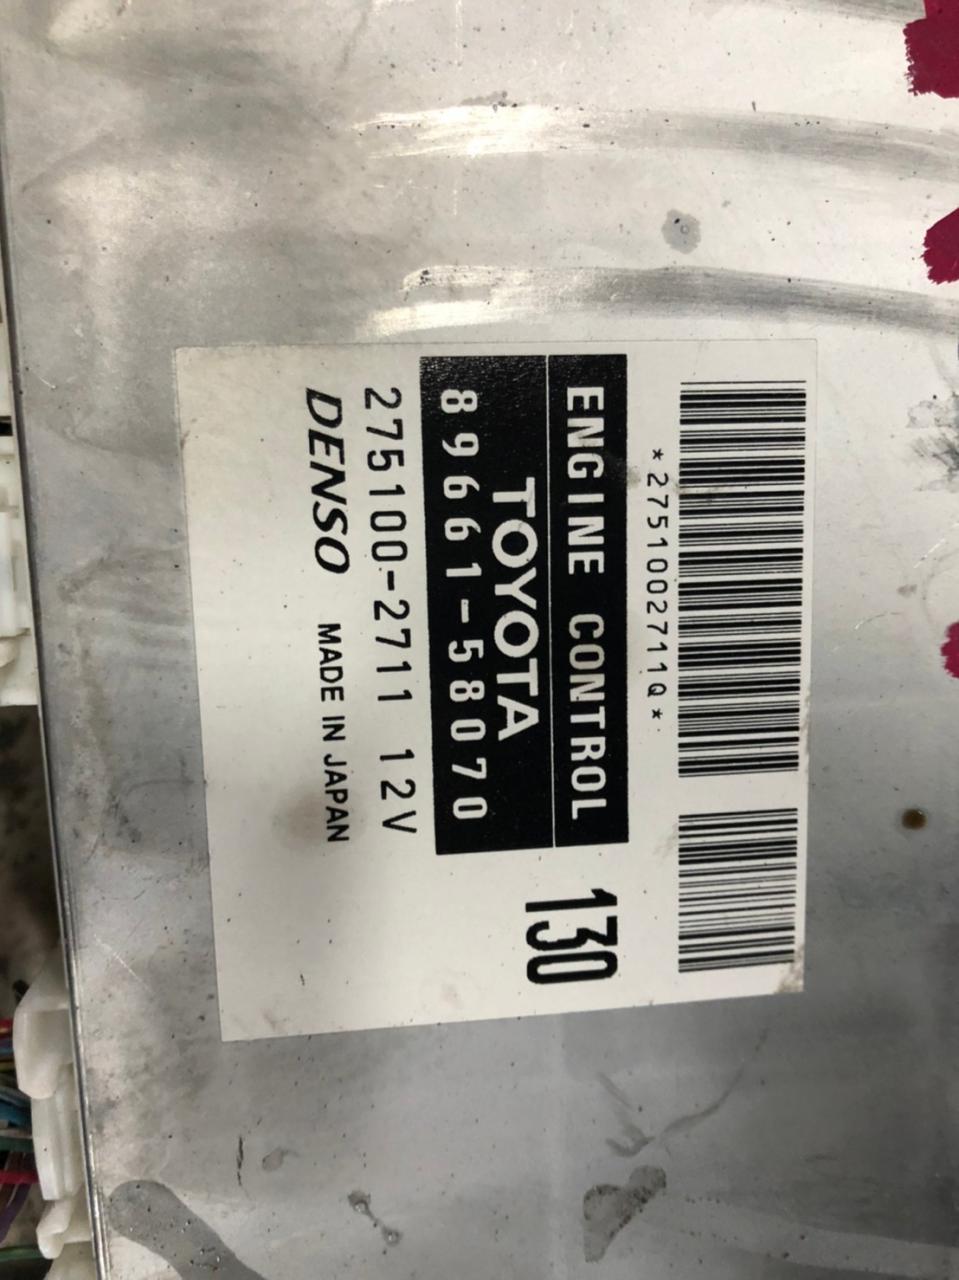 *2751002711Q*
ENGINE CONTROL
TOYOTA
89661-58070
130
275100-2711 12V
DENSO MADE IN JAPAN